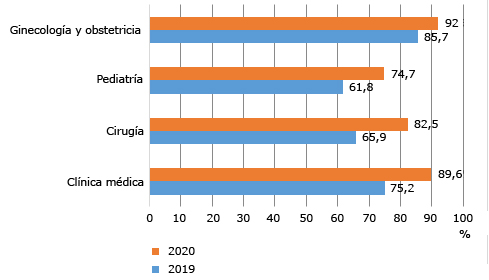 Ginecología y obstetricia
92
85,7
Pediatría
74,7
61,8
Cirugía
82,5
65,9
Clínica médica
89,6
75,2
0 10 20 30 40 50 60 70 80 90 100
%
2020
2019